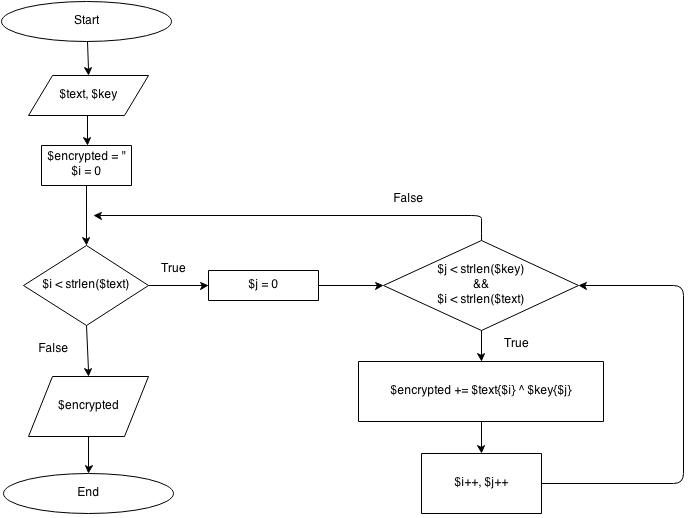 Start
$text, $key
$encrypted = ''
$i = 0
False
$i < strlen($text)
True
$j = 0
$j < strlen($key)
&&
$i < strlen($text)
True
False
$encrypted += $text{$i} ^ $key{$j}
$encrypted
$i++, $j++
End